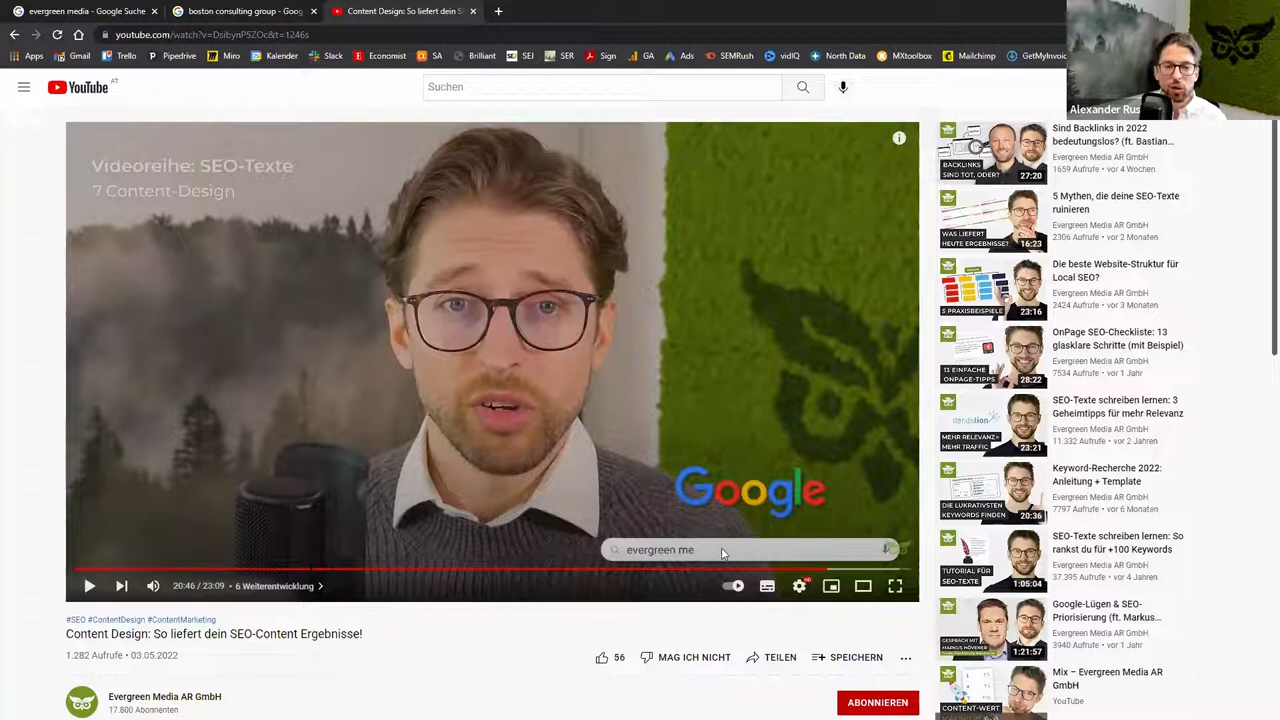 evergreen media - Google Suche
boston consulting group - Goog
Content Design: So liefert dein S
youtube.com/watch?v=DsibynP5ZOc&t=1246s
Apps
Vault
Todo
T
Pipedrive
Miro
Harvest
Slack
Economist
SA
Brilliant
SEJ
SER
Sign
GA
Ads
SEMRush
vidIQ
North Data
MXtoolbox
Mailchimp
GetMyInvoic
YouTube AT
Suchen
Alexander Rus
Videoreihe: SEO-Texte
7 Content-Design
Google
evergreen me
20:46 / 23:09 • 6 Weiterentwicklung
HD
#SEO #ContentDesign #ContentMarketing
Content Design: So liefert dein SEO-Content Ergebnisse!
1.282 Aufrufe • 03.05.2022
56
MAG ICH
TEILEN
SPEICHERN
Evergreen Media AR GmbH
17.800 Abonnenten
ABONNIEREN
BACKLINKS
SIND TOT, ODER?
27:20
Sind Backlinks in 2022
bedeutungslos? (ft. Bastian...
Evergreen Media AR GmbH
1659 Aufrufe • vor 4 Wochen
WAS LIEFERT
HEUTE ERGEBNISSE?
16:23
5 Mythen, die deine SEO-Texte
ruinieren
Evergreen Media AR GmbH
2306 Aufrufe • vor 2 Monaten
5 PRAXISBEISPIELE
23:16
Die beste Website-Struktur für
Local SEO?
Evergreen Media AR GmbH
2424 Aufrufe • vor 3 Monaten
13 EINFACHE
ONPAGE-TIPPS
28:22
OnPage SEO-Checkliste: 13
glasklare Schritte (mit Beispiel)
Evergreen Media AR GmbH
7534 Aufrufe • vor 1 Jahr
dandelion
MEHR RELEVANZ=
MEHR TRAFFIC
23:21
SEO-Texte schreiben lernen: 3
Geheimtipps für mehr Relevanz
Evergreen Media AR GmbH
11.332 Aufrufe • vor 2 Jahren
DIE LUKRATIVSTEN
KEYWORDS FINDEN
20:36
Keyword-Recherche 2022:
Anleitung + Template
Evergreen Media AR GmbH
7797 Aufrufe • vor 6 Monaten
TUTORIAL FÜR
SEO-TEXTE
1:05:04
SEO-Texte schreiben lernen: So
rankst du für +100 Keywords
Evergreen Media AR GmbH
37.395 Aufrufe • vor 4 Jahren
GESPRÄCH MIT
MARKUS HÖVENER
1:21:57
Google-Lügen & SEO-
Priorisierung (ft. Markus...
Evergreen Media AR GmbH
3940 Aufrufe • vor 1 Jahr
CONTENT-WERT
Mix – Evergreen Media AR
GmbH
YouTube